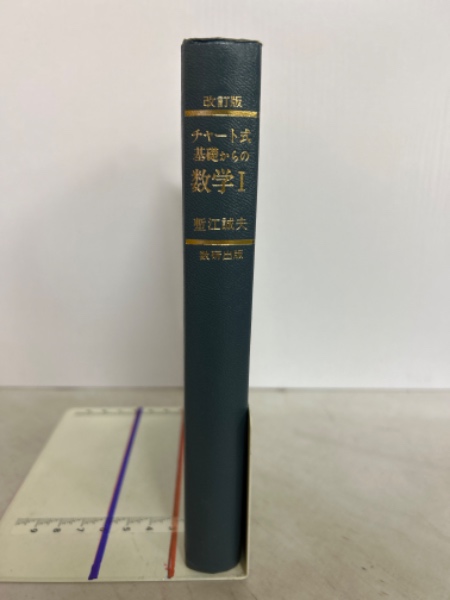 改訂版
チャート式
基礎からの
数学Ⅰ
塹江誠夫
数研出版